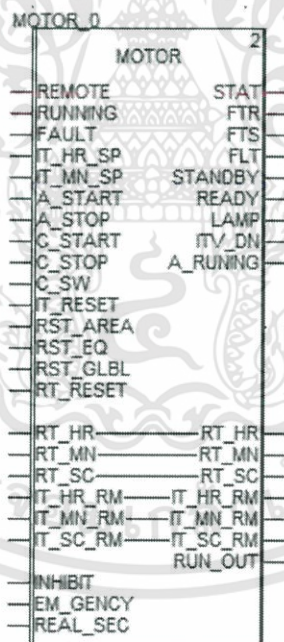 MOTOR_0
2
MOTOR
REMOTE STAT
RUNNING FTR
FAULT FTS
IT_HR_SP FLT
IT_MN_SP STANDBY
A_START READY
A_STOP LAMP
C_START ITV_DN
C_STOP A_RUNING
C_SW
IT_RESET
RST_AREA
RST_EQ
RST_GLBL
RT_RESET
RT_HR RT_HR
RT_MN RT_MN
RT_SC RT_SC
IT_HR_RM IT_HR_RM
IT_MN_RM IT_MN_RM
IT_SC_RM IT_SC_RM
RUN_OUT
INHIBIT
EM_GENCY
REAL_SEC